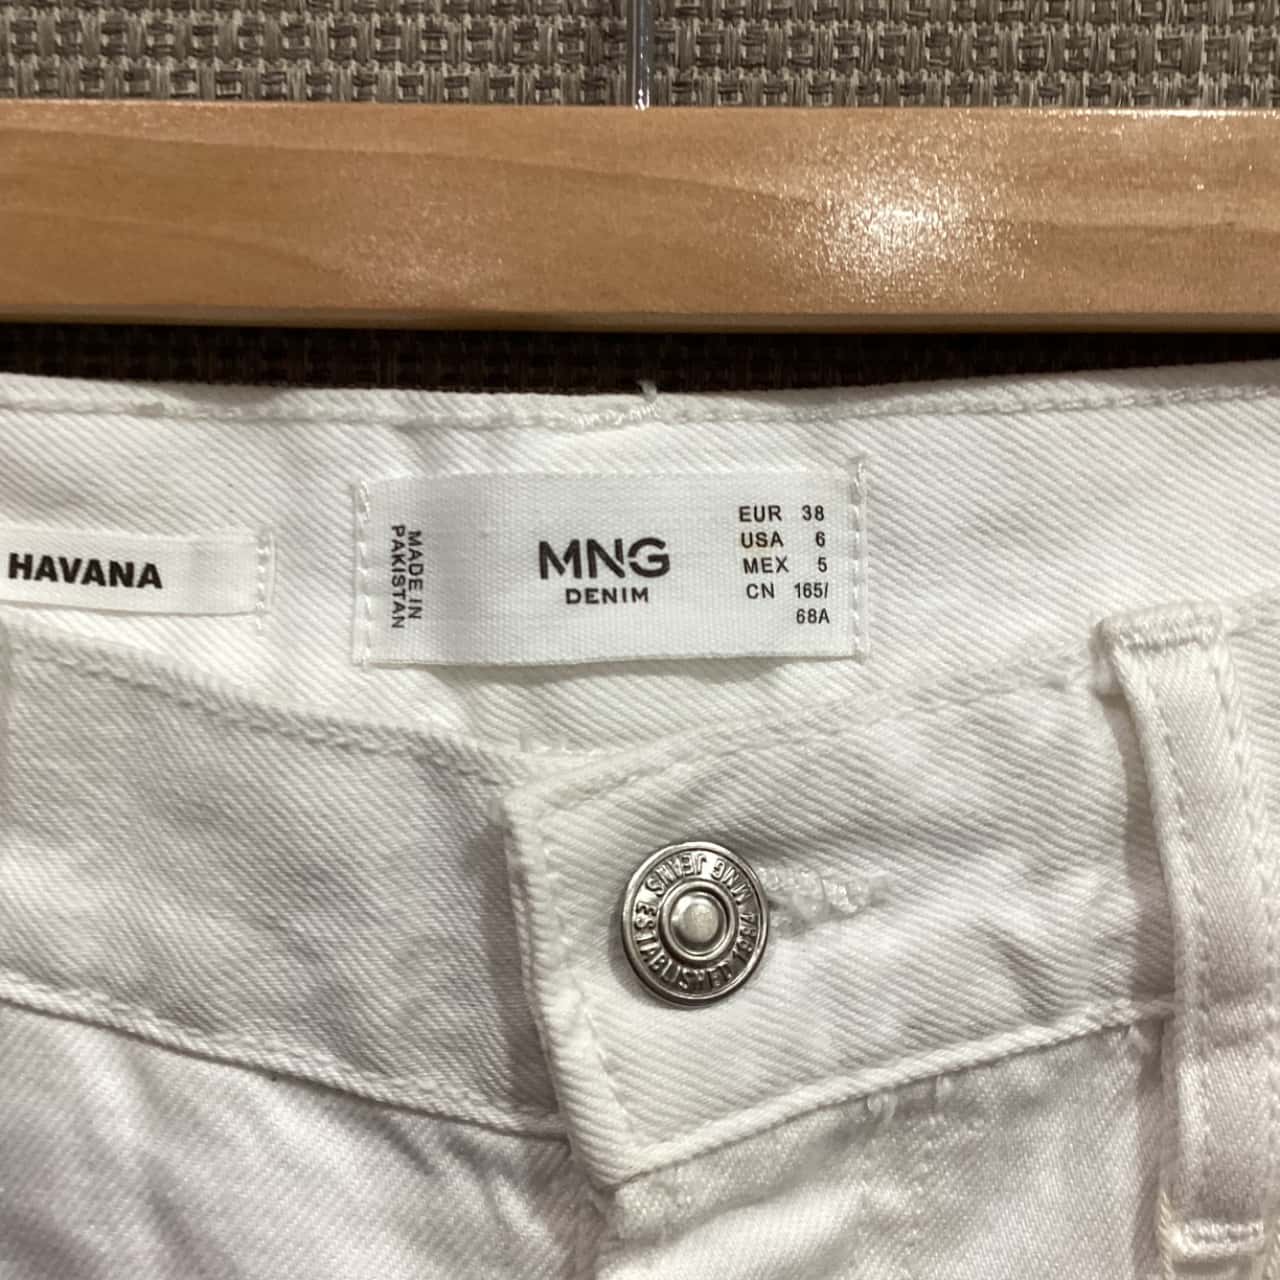 HAVANA
MADE IN
PAKISTAN
MNG
DENIM
EUR 38
USA 6
MEX 5
CN 165/
68A
MNG JEANS
ESTABLISHED 1984